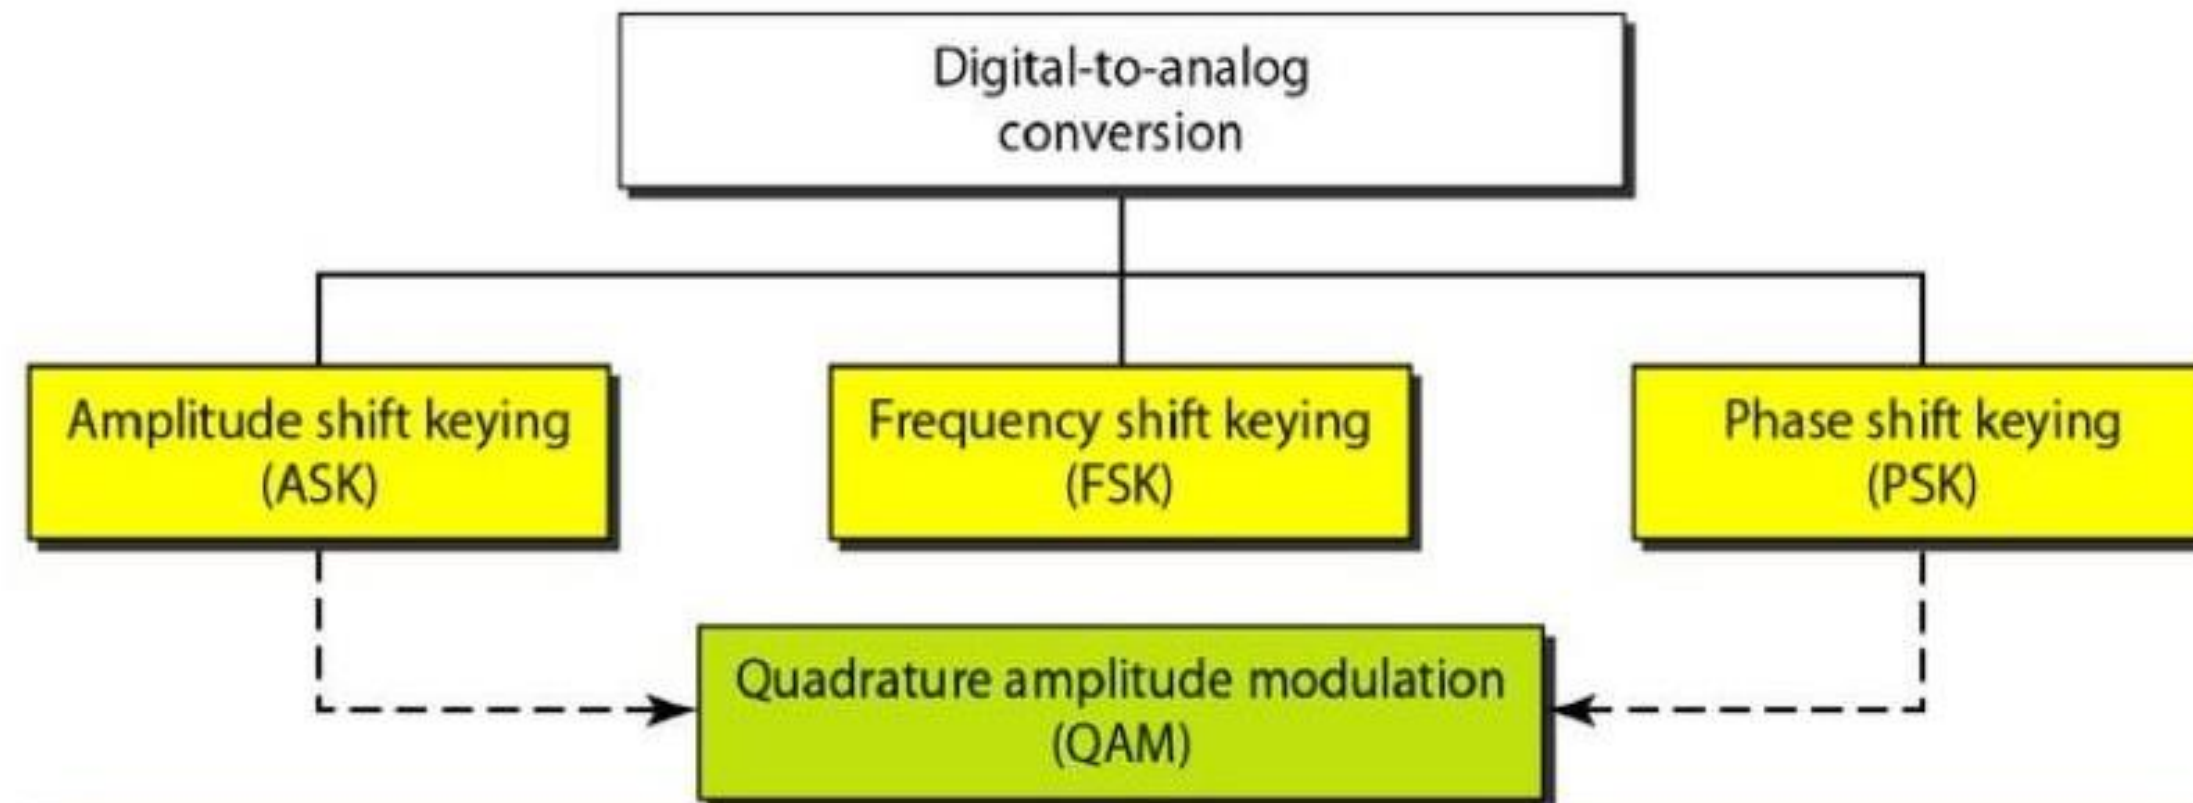 Digital-to-analog
conversion
Amplitude shift keying
(ASK)
Frequency shift keying
(FSK)
Phase shift keying
(PSK)
Quadrature amplitude modulation
(QAM)